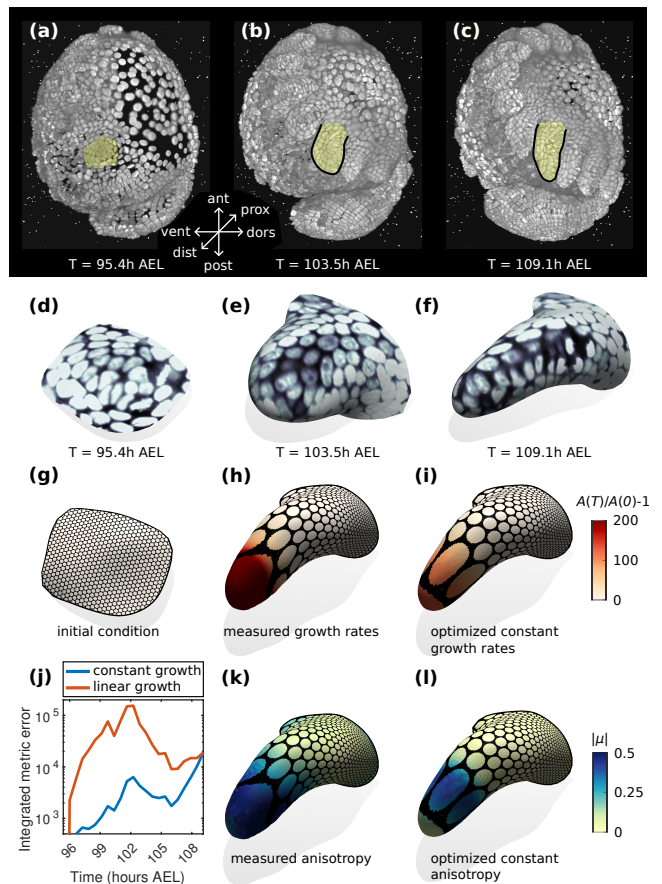 (a)
(b)
(c)
ant
prox
vent
dors
dist
post
T = 95.4h AEL
T = 103.5h AEL
T = 109.1h AEL
(d)
(e)
(f)
T = 95.4h AEL
T = 103.5h AEL
T = 109.1h AEL
(g)
(h)
(i)
A(T)/A(0)-1
200
100
0
initial condition
measured growth rates
optimized constant
growth rates
(j)
constant growth
linear growth
Integrated metric error
10^5
10^4
10^3
96
99
102
105
108
Time (hours AEL)
(k)
(l)
|μ|
0.5
0.25
0
measured anisotropy
optimized constant
anisotropy